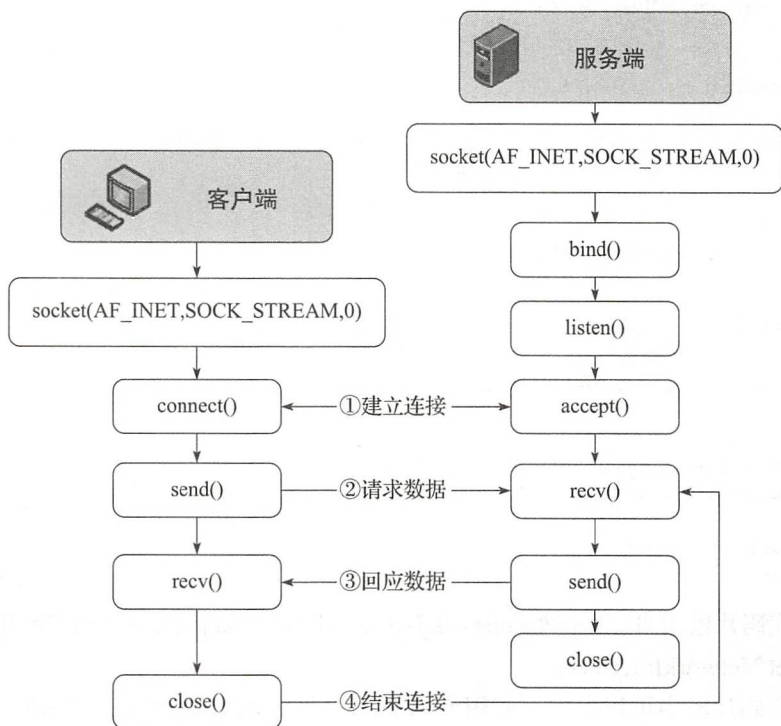 服务端
socket(AF_INET,SOCK_STREAM,0)
客户端
bind()
socket(AF_INET,SOCK_STREAM,0)
listen()
connect()
①建立连接
accept()
send()
②请求数据
recv()
recv()
③回应数据
send()
close()
close()
④结束连接